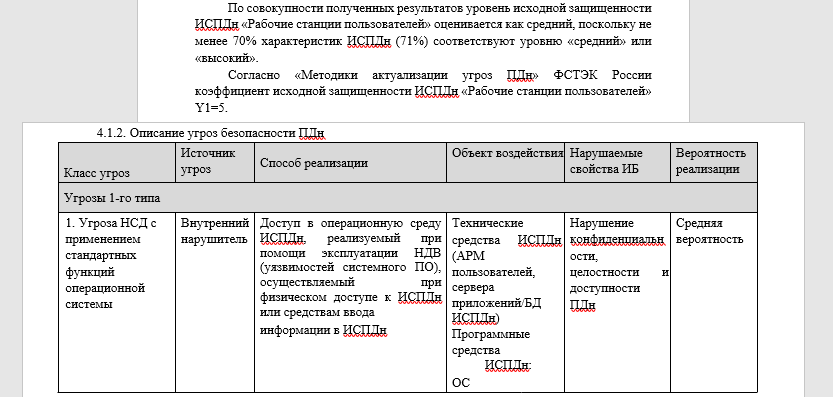 По совокупности полученных результатов уровень исходной защищенности
ИСПДн «Рабочие станции пользователей» оценивается как средний, поскольку не
менее 70% характеристик ИСПДн (71%) соответствуют уровню «средний» или
«высокий».
Согласно «Методики актуализации угроз ПДн» ФСТЭК России
коэффициент исходной защищенности ИСПДн «Рабочие станции пользователей»
Y1=5.
4.1.2. Описание угроз безопасности ПДн
Класс угроз
Источник
угроз
Способ реализации
Объект воздействия
Нарушаемые
свойства ИБ
Вероятность
реализации
Угрозы 1-го типа
1. Угроза НСД с
применением
стандартных
функций
операционной
системы
Внутренний
нарушитель
Доступ в операционную среду
ИСПДн, реализуемый при
помощи эксплуатации НДВ
(уязвимостей системного ПО),
осуществляемый при
физическом доступе к ИСПДн
или средствам ввода
информации в ИСПДн
Технические
средства ИСПДн
(АРМ
пользователей,
сервера
приложений/БД
ИСПДн)
Программные
средства
ИСПДн:
ОС
Нарушение
конфиденциальн
ости,
целостности и
доступности
ПДн
Средняя
вероятность